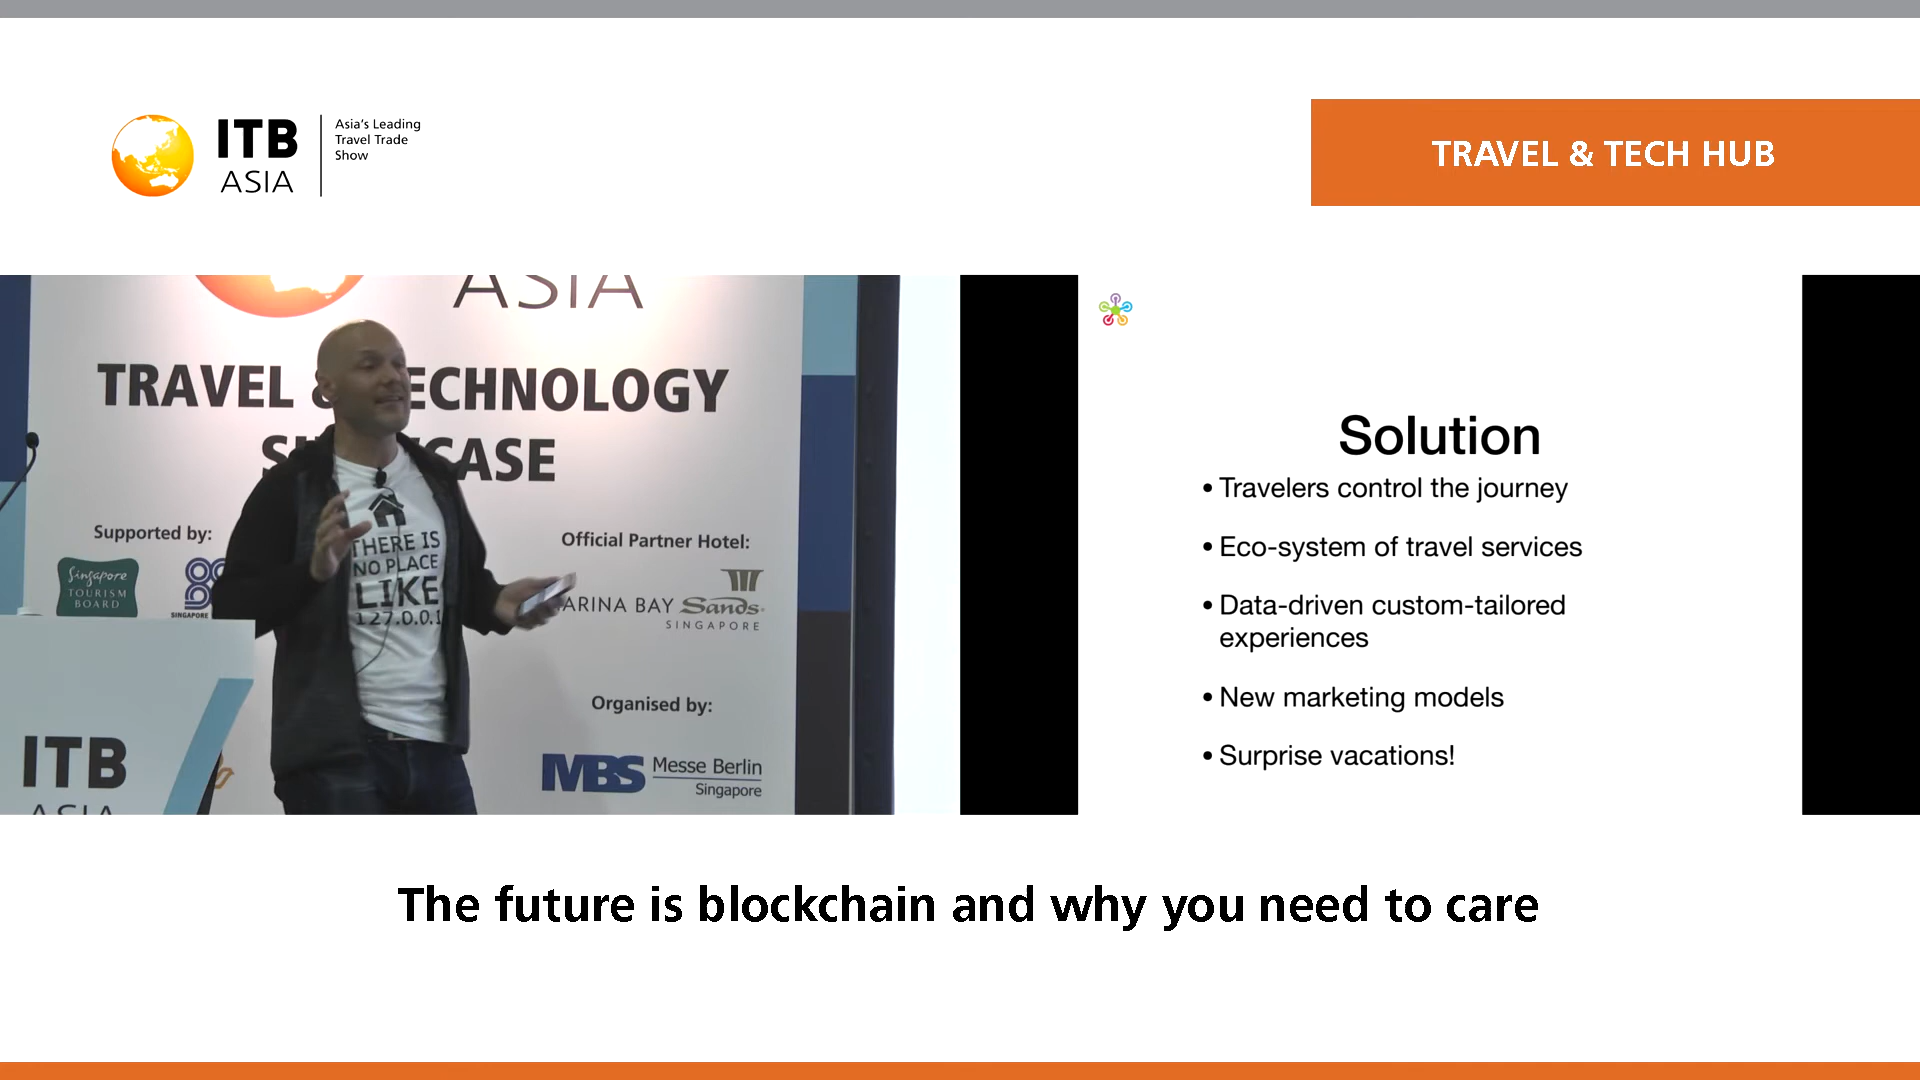 ITB
ASIA
Asia's Leading
Travel Trade
Show
TRAVEL & TECH HUB
ASIA
TRAVEL & TECHNOLOGY
CASE
Supported by:
Singapore
TOURISM
BOARD
SINGAPORE
THERE IS
NO PLACE
LIKE
127.0.0.1
Official Partner Hotel:
ARINA BAY Sands
SINGAPORE
Organised by:
MBS Messe Berlin
Singapore
ITB
ASIA
Solution
• Travelers control the journey
• Eco-system of travel services
• Data-driven custom-tailored
experiences
• New marketing models
• Surprise vacations!
The future is blockchain and why you need to care